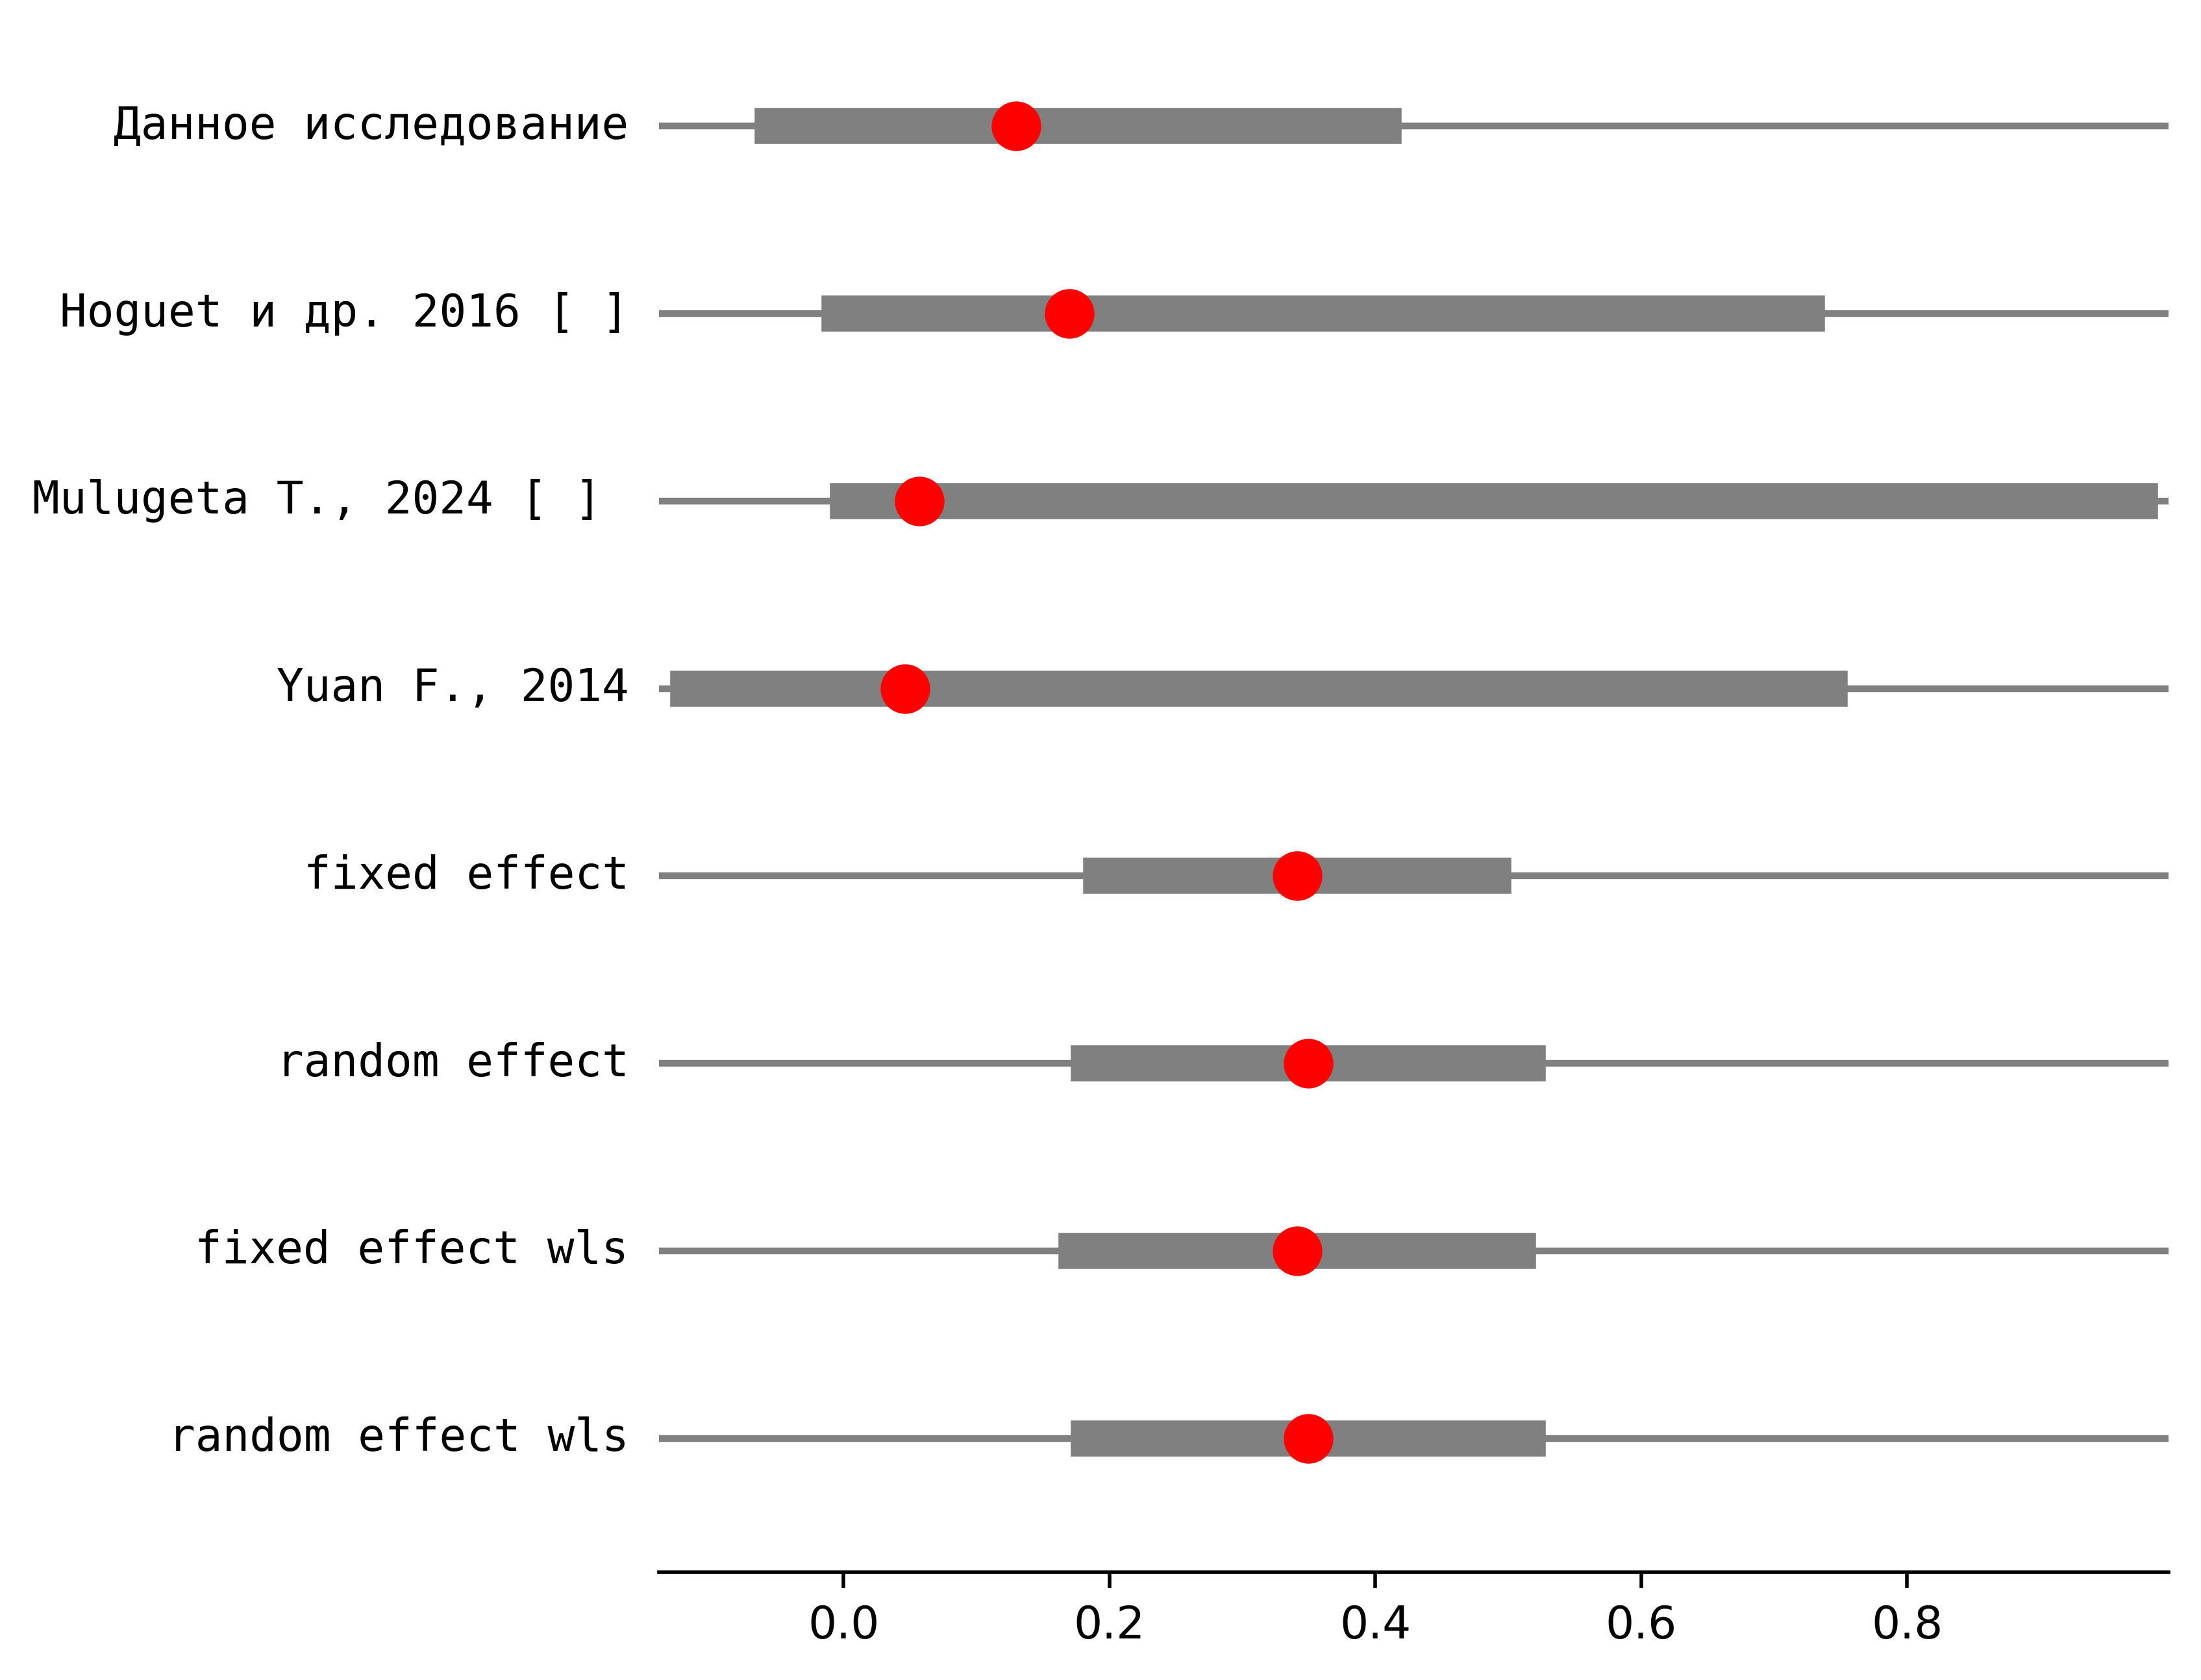 Данное исследование
Hoguet и др. 2016 [ ]
Mulugeta T., 2024 [ ]
Yuan F., 2014
fixed effect
random effect
fixed effect wls
random effect wls
0.0 0.2 0.4 0.6 0.8